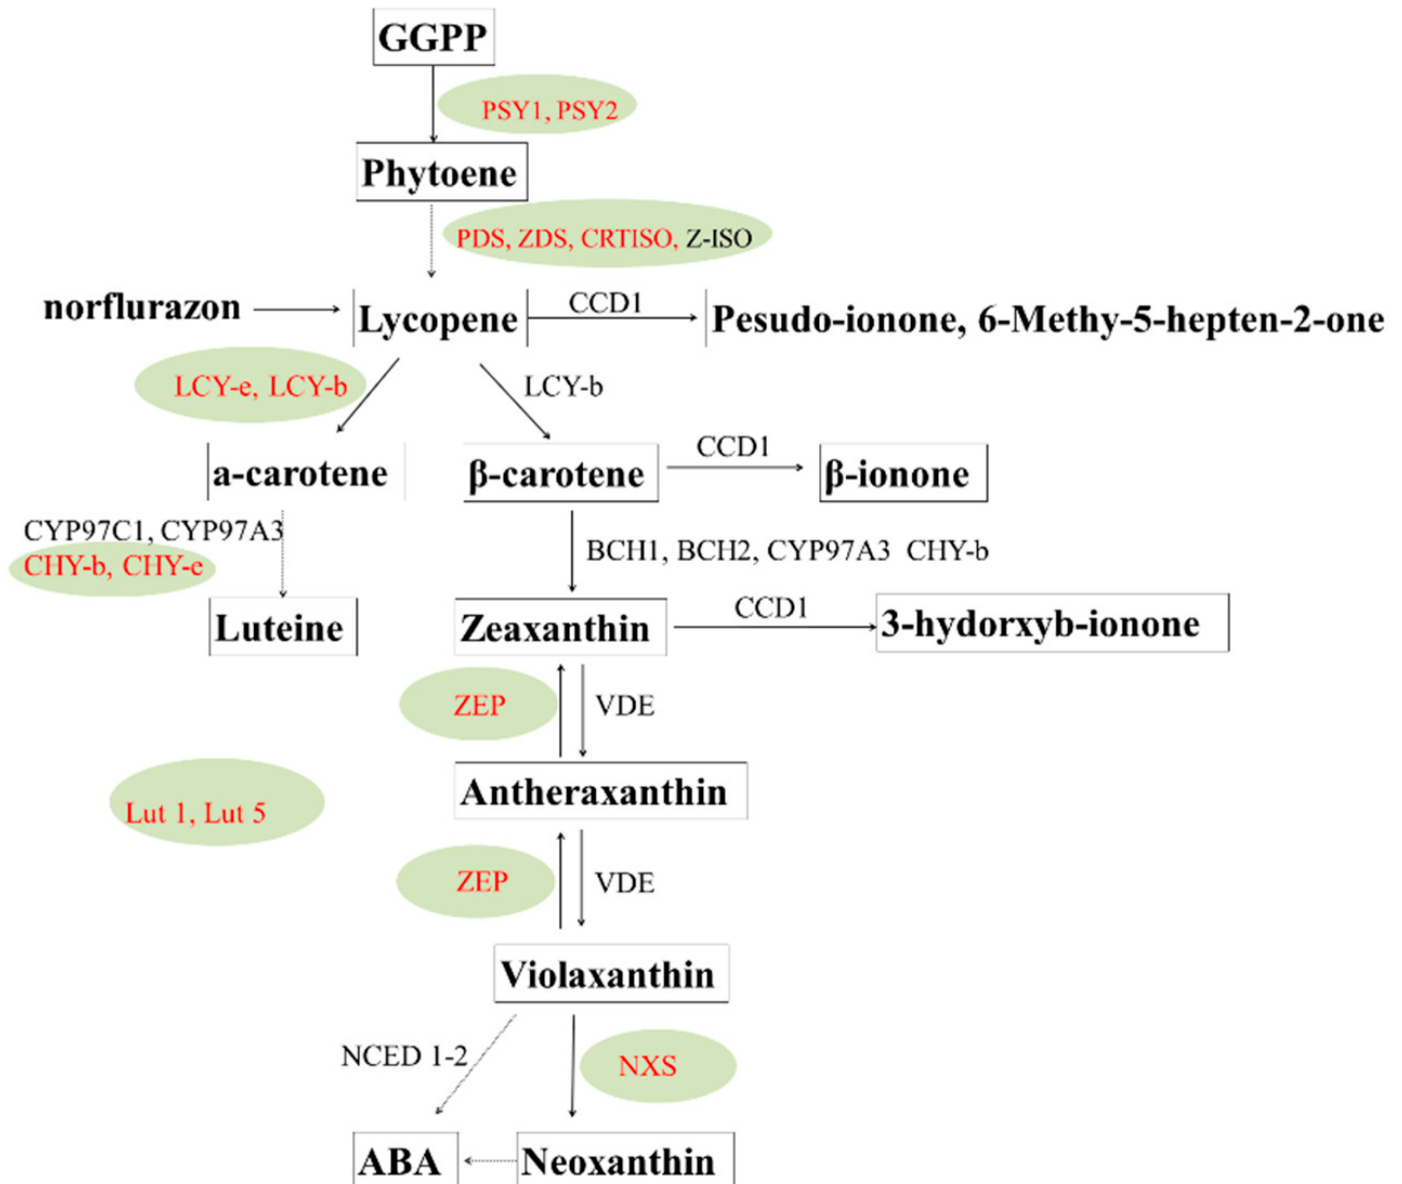 GGPP
PSY1, PSY2
Phytoene
PDS, ZDS, CRTISO, Z-ISO
norflurazon
Lycopene
CCD1
Pesudo-ionone, 6-Methy-5-hepten-2-one
LCY-e, LCY-b
LCY-b
a-carotene
β-carotene
CCD1
β-ionone
CYP97C1, CYP97A3
CHY-b, CHY-e
BCH1, BCH2, CYP97A3 CHY-b
Luteine
Zeaxanthin
CCD1
3-hydorxyb-ionone
ZEP
VDE
Antheraxanthin
Lut 1, Lut 5
ZEP
VDE
Violaxanthin
NCED 1-2
NXS
ABA
Neoxanthin